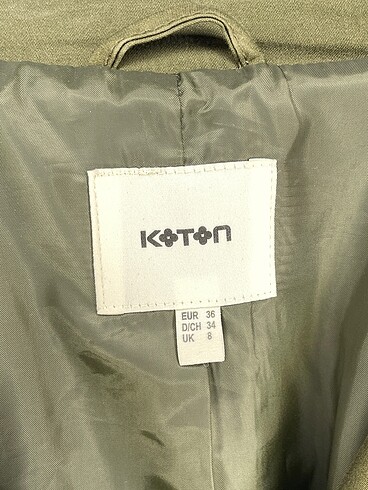 KOTON
EUR 36
D/CH 34
UK 8